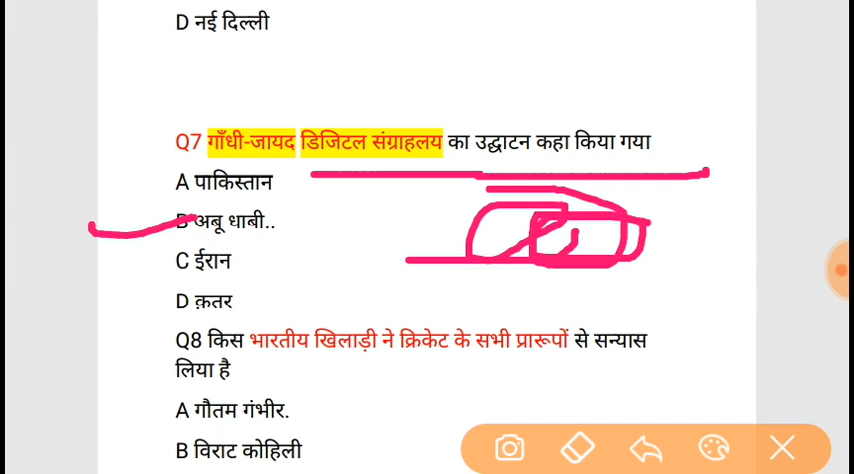 D नई दिल्ली
Q7 गाँधी-जायद डिजिटल संग्राहलय का उद्घाटन कहा किया गया
A पाकिस्तान
B अबू धाबी..
C ईरान
D क़तर
Q8 किस भारतीय खिलाड़ी ने क्रिकेट के सभी प्रारूपों से सन्यास
लिया है
A गौतम गंभीर.
B विराट कोहिली